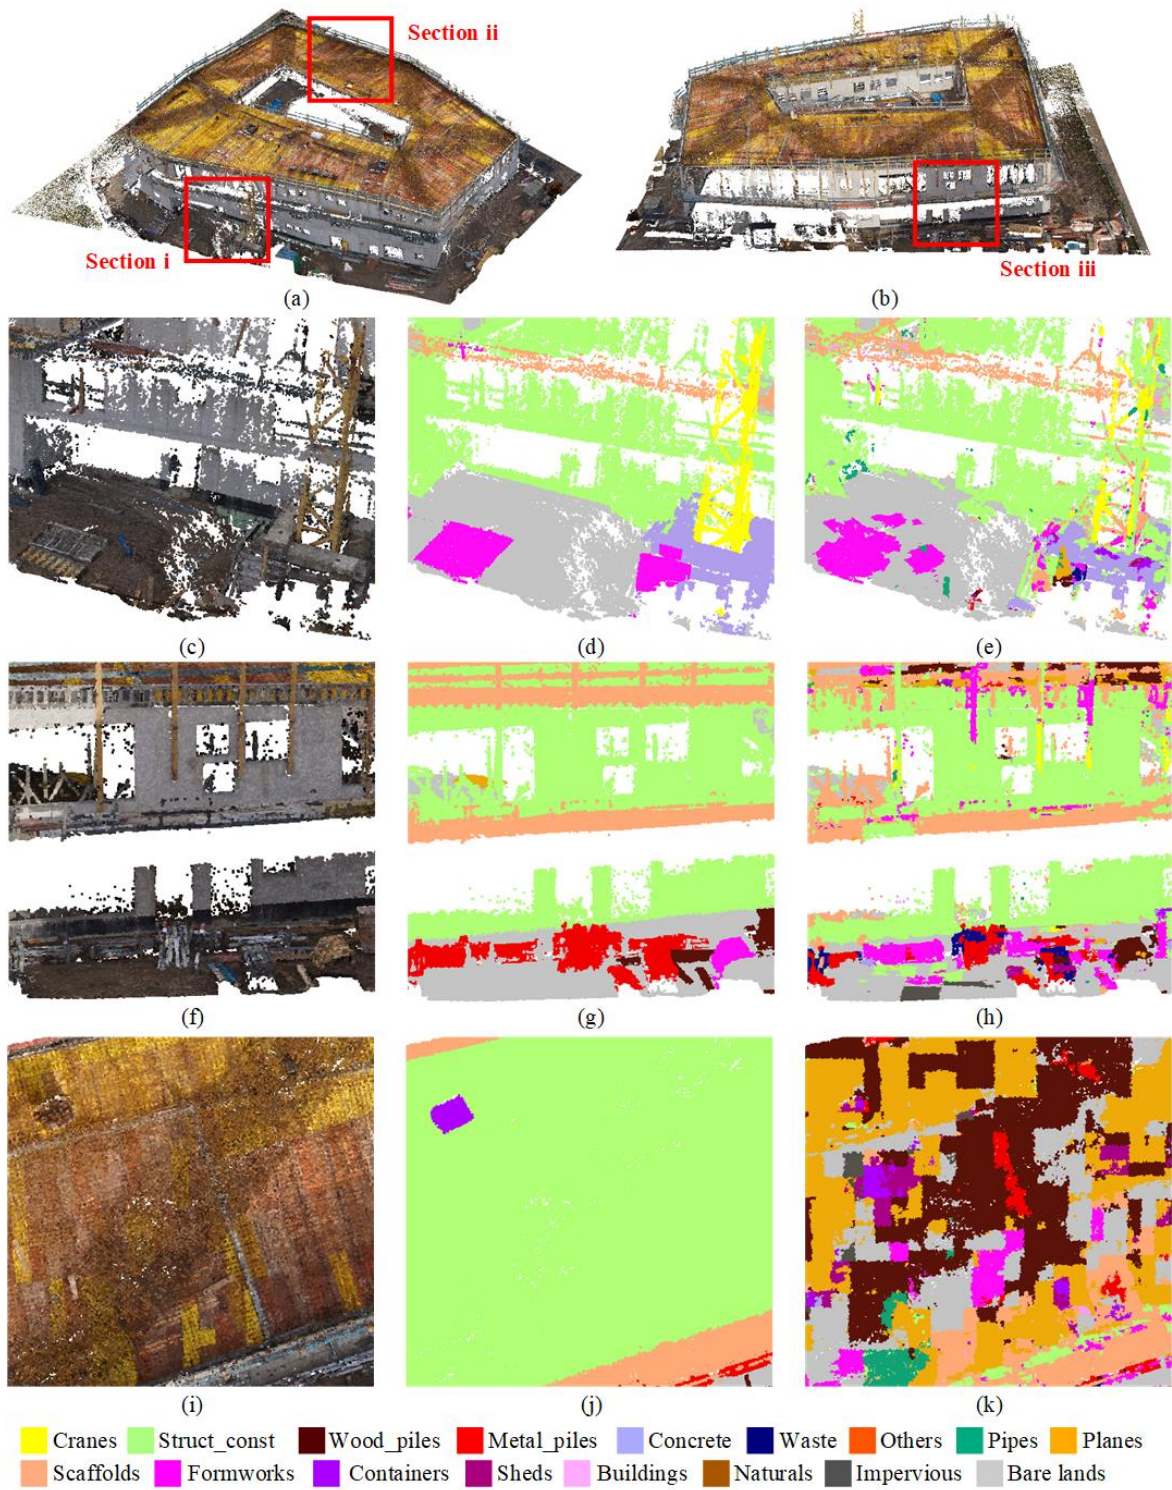 Section ii
Section i
Section iii
(a)
(b)
(c)
(d)
(e)
(f)
(g)
(h)
(i)
(j)
(k)
Cranes Struct_const Wood_piles Metal_piles Concrete Waste Others Pipes Planes
Scaffolds Formworks Containers Sheds Buildings Naturals Impervious Bare lands